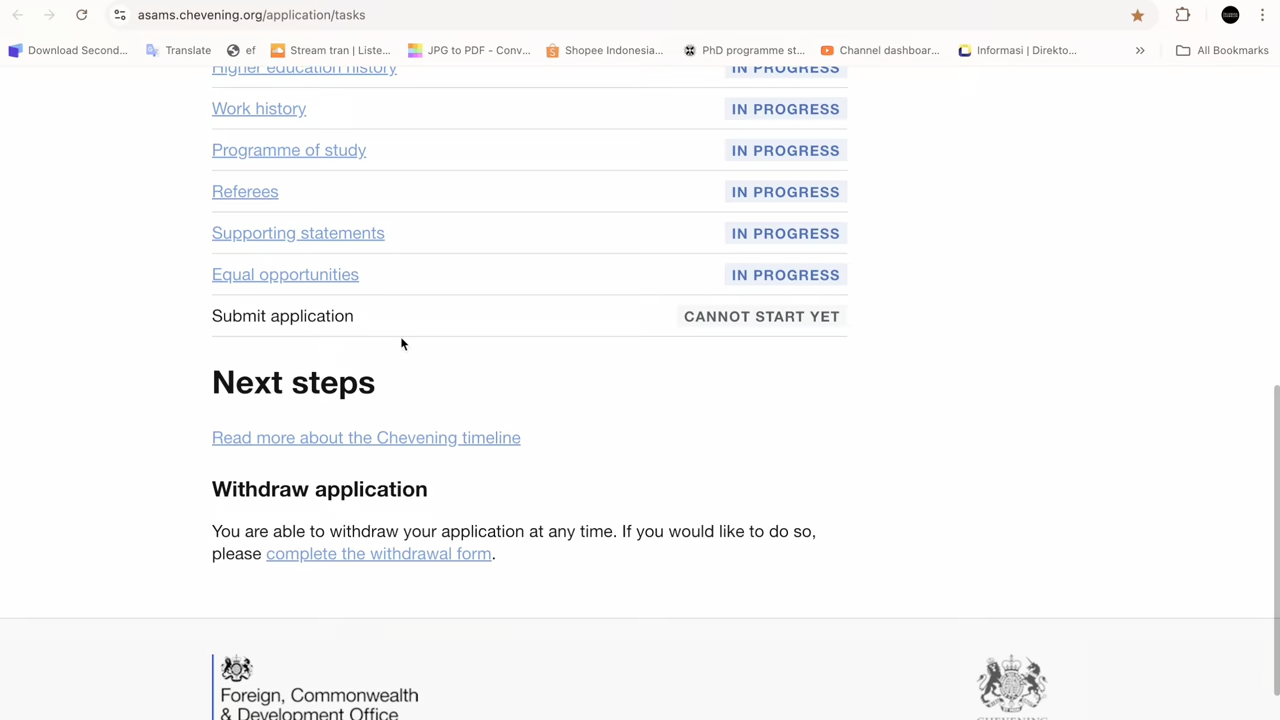 asams.chevening.org/application/tasks
Download Second... Translate ef Stream tran | Liste... JPG to PDF - Conv... Shopee Indonesia... PhD programme st... Channel dashboar... Informasi | Direkto... » All Bookmarks
Higher education history IN PROGRESS
Work history IN PROGRESS
Programme of study IN PROGRESS
Referees IN PROGRESS
Supporting statements IN PROGRESS
Equal opportunities IN PROGRESS
Submit application CANNOT START YET
Next steps
Read more about the Chevening timeline
Withdraw application
You are able to withdraw your application at any time. If you would like to do so,
please complete the withdrawal form.
Foreign, Commonwealth
& Development Office